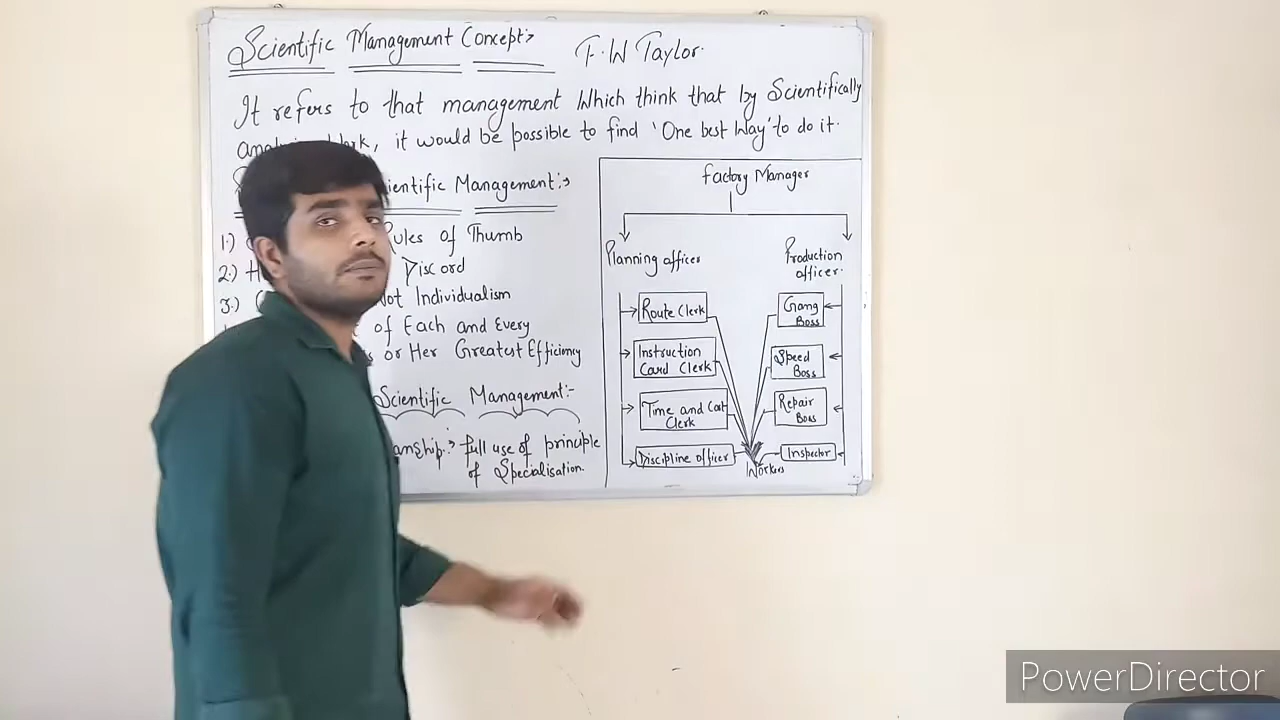 Scientific Management Concept:>
F.W Taylor.
It refers to that management Which think that by Scientifically
it would be possible to find 'One best Way' to do it.
Management:>
Rules of Thumb
2.) Discord
3.) Not Individualism
of Each and Every
or Her Greatest Efficiency
Scientific Management:-
full use of principle
of Specialisation.
Factory Manager
Planning officer
Production
officer.
Route Clerk
Instruction
Card Clerk
Time and Cost
Clerk
Discipline officer
Gang
Boss
Speed
Boss
Repair
Boss
Inspector
Workers
PowerDirector